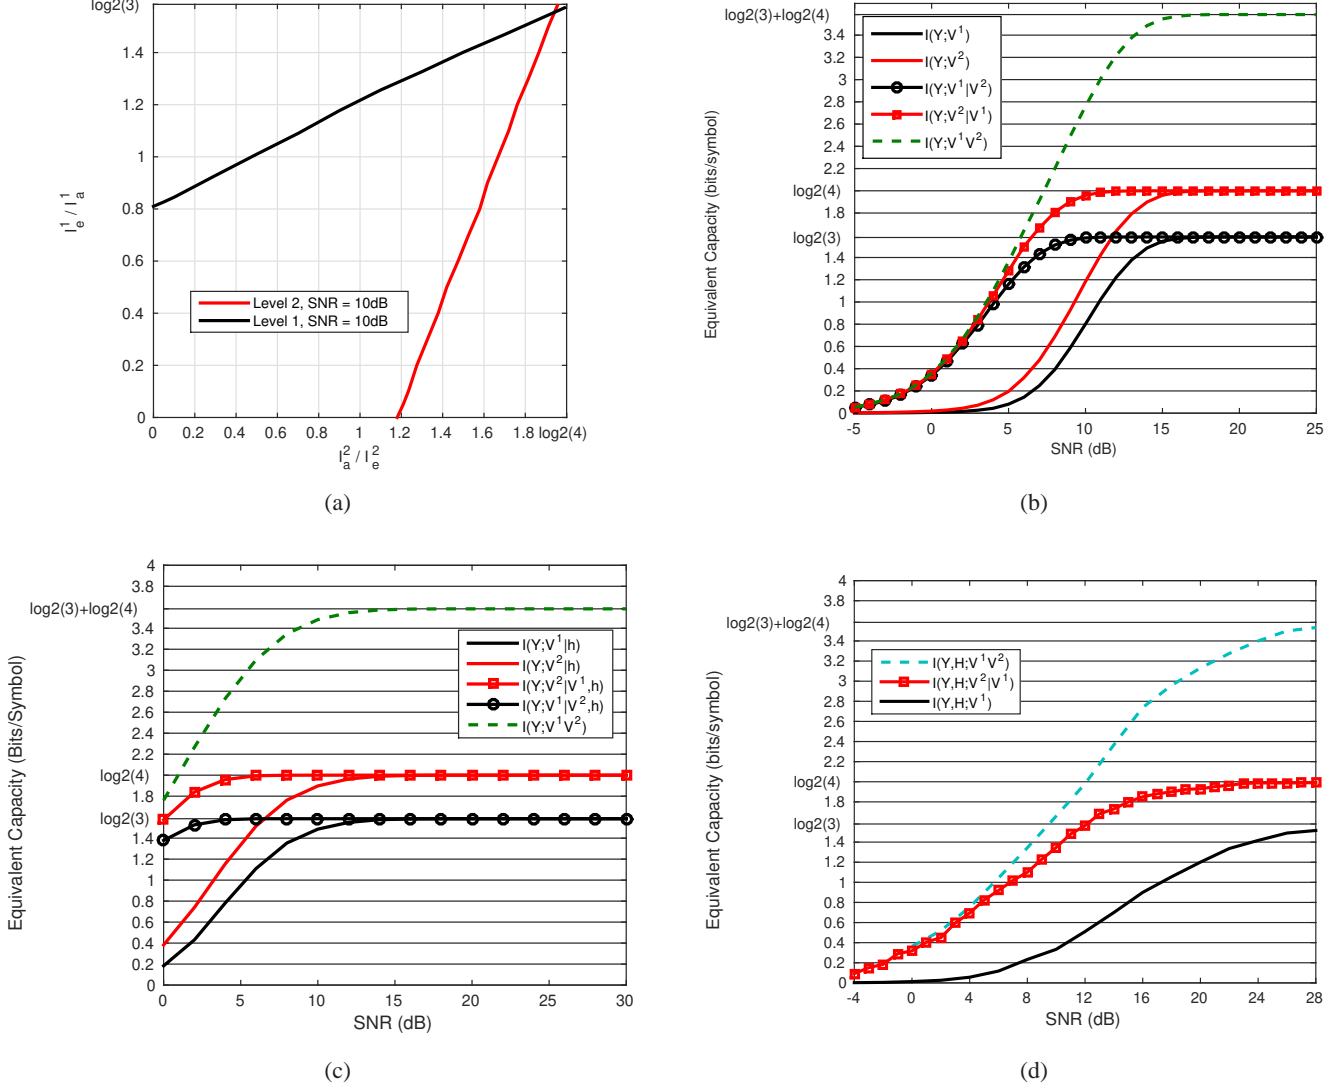 log2(3)
1.4
1.2
1
0.8
0.6
0.4
0.2
0
I_e^1 / I_a^1
Level 2, SNR = 10dB
Level 1, SNR = 10dB
0 0.2 0.4 0.6 0.8 1 1.2 1.4 1.6 1.8 log2(4)
I_a^2 / I_e^2
(a)
log2(3)+log2(4)
3.4
3.2
3
2.8
2.6
2.4
2.2
log2(4)
1.8
log2(3)
1.4
1.2
1
0.8
0.6
0.4
0.2
0
Equivalent Capacity (bits/symbol)
I(Y;V^1)
I(Y;V^2)
I(Y;V^1|V^2)
I(Y;V^2|V^1)
I(Y;V^1V^2)
-5 0 5 10 15 20 25
SNR (dB)
(b)
4
3.8
log2(3)+log2(4)
3.4
3.2
3
2.8
2.6
2.4
2.2
log2(4)
1.8
log2(3)
1.4
1.2
1
0.8
0.6
0.4
0.2
0
Equivalent Capacity (Bits/Symbol)
I(Y;V^1|h)
I(Y;V^2|h)
I(Y;V^2|V^1,h)
I(Y;V^1|V^2,h)
I(Y;V^1V^2)
0 5 10 15 20 25 30
SNR (dB)
(c)
4
3.8
log2(3)+log2(4)
3.4
3.2
3
2.8
2.6
2.4
2.2
log2(4)
1.8
log2(3)
1.4
1.2
1
0.8
0.6
0.4
0.2
0
Equivalent Capacity (bits/symbol)
I(Y,H;V^1V^2)
I(Y,H;V^2|V^1)
I(Y,H;V^1)
-4 0 4 8 12 16 20 24 28
SNR (dB)
(d)